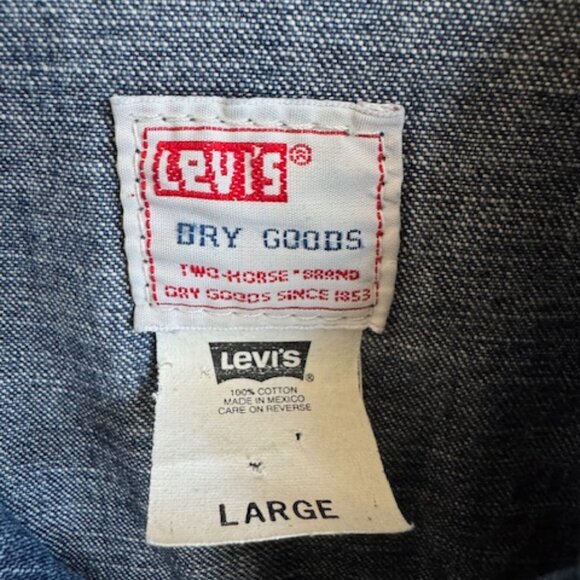 LEVI'S®
DRY GOODS
TWO-HORSE "BRAND
DRY GOODS SINCE 1853
LEVI'S®
100% COTTON
MADE IN MEXICO
CARE ON REVERSE
LARGE